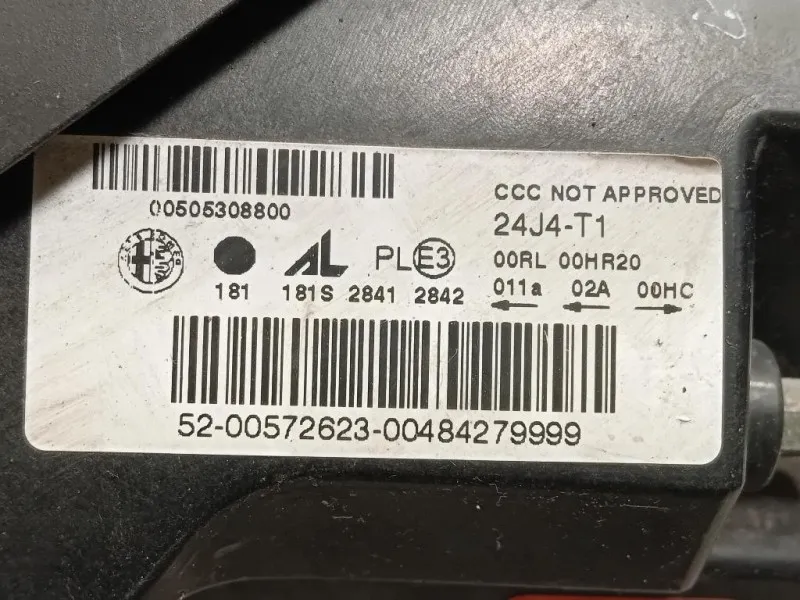 00505308800
CCC NOT APPROVED
24J4-T1
AL PL E3
00RL 00HR20
181 181S 2841 2842
011a 02A 00HC
52-00572623-00484279999